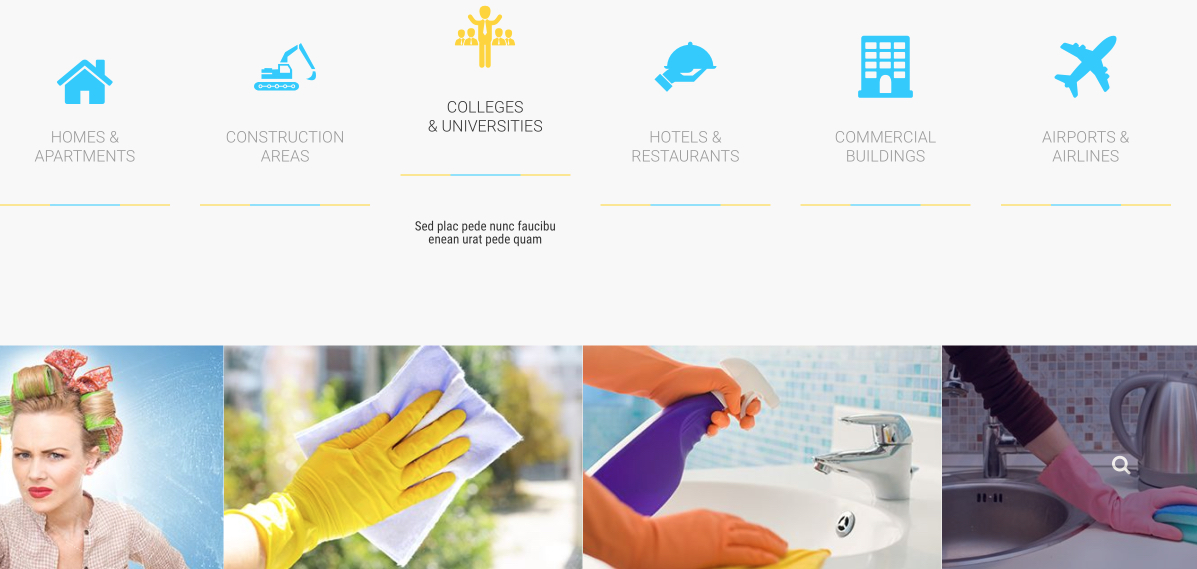 HOMES &
APARTMENTS
CONSTRUCTION
AREAS
COLLEGES
& UNIVERSITIES
Sed plac pede nunc faucibu
enean urat pede quam
HOTELS &
RESTAURANTS
COMMERCIAL
BUILDINGS
AIRPORTS &
AIRLINES